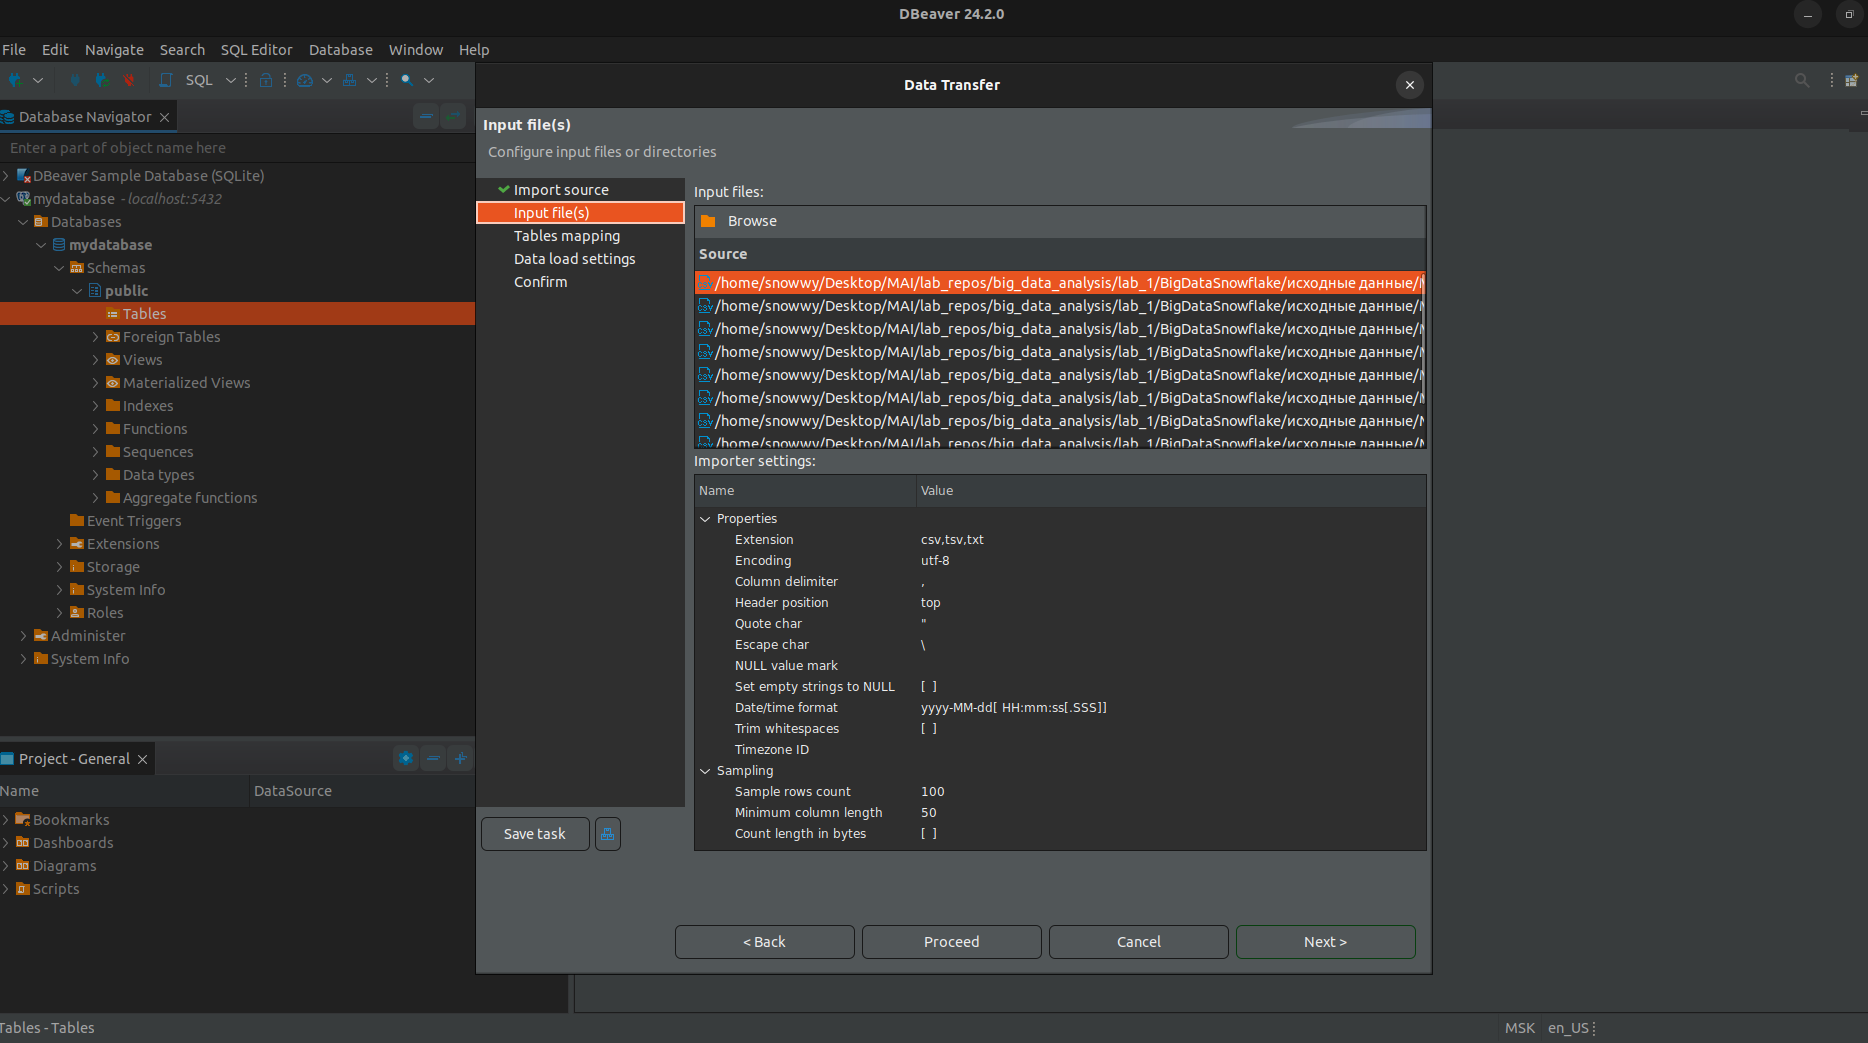 DBeaver 24.2.0
File Edit Navigate Search SQL Editor Database Window Help
SQL
Database Navigator
Enter a part of object name here
DBeaver Sample Database (SQLite)
mydatabase - localhost:5432
Databases
mydatabase
Schemas
public
Tables
Foreign Tables
Views
Materialized Views
Indexes
Functions
Sequences
Data types
Aggregate functions
Event Triggers
Extensions
Storage
System Info
Roles
Administer
System Info
Project - General
Name DataSource
Bookmarks
Dashboards
Diagrams
Scripts
Data Transfer
Input file(s)
Configure input files or directories
Import source
Input file(s)
Tables mapping
Data load settings
Confirm
Save task
Input files:
Browse
Source
/home/snowwy/Desktop/MAI/lab_repos/big_data_analysis/lab_1/BigDataSnowflake/исходные данные/
/home/snowwy/Desktop/MAI/lab_repos/big_data_analysis/lab_1/BigDataSnowflake/исходные данные/
/home/snowwy/Desktop/MAI/lab_repos/big_data_analysis/lab_1/BigDataSnowflake/исходные данные/
/home/snowwy/Desktop/MAI/lab_repos/big_data_analysis/lab_1/BigDataSnowflake/исходные данные/
/home/snowwy/Desktop/MAI/lab_repos/big_data_analysis/lab_1/BigDataSnowflake/исходные данные/
/home/snowwy/Desktop/MAI/lab_repos/big_data_analysis/lab_1/BigDataSnowflake/исходные данные/
/home/snowwy/Desktop/MAI/lab_repos/big_data_analysis/lab_1/BigDataSnowflake/исходные данные/
/home/snowwy/Desktop/MAI/lab_repos/big_data_analysis/lab_1/BigDataSnowflake/исходные данные/
Importer settings:
Name Value
Properties
Extension csv,tsv,txt
Encoding utf-8
Column delimiter ,
Header position top
Quote char "
Escape char \
NULL value mark
Set empty strings to NULL [ ]
Date/time format yyyy-MM-dd[ HH:mm:ss[.SSS]]
Trim whitespaces [ ]
Timezone ID
Sampling
Sample rows count 100
Minimum column length 50
Count length in bytes [ ]
< Back Proceed Cancel Next >
Tables - Tables
MSK en_US